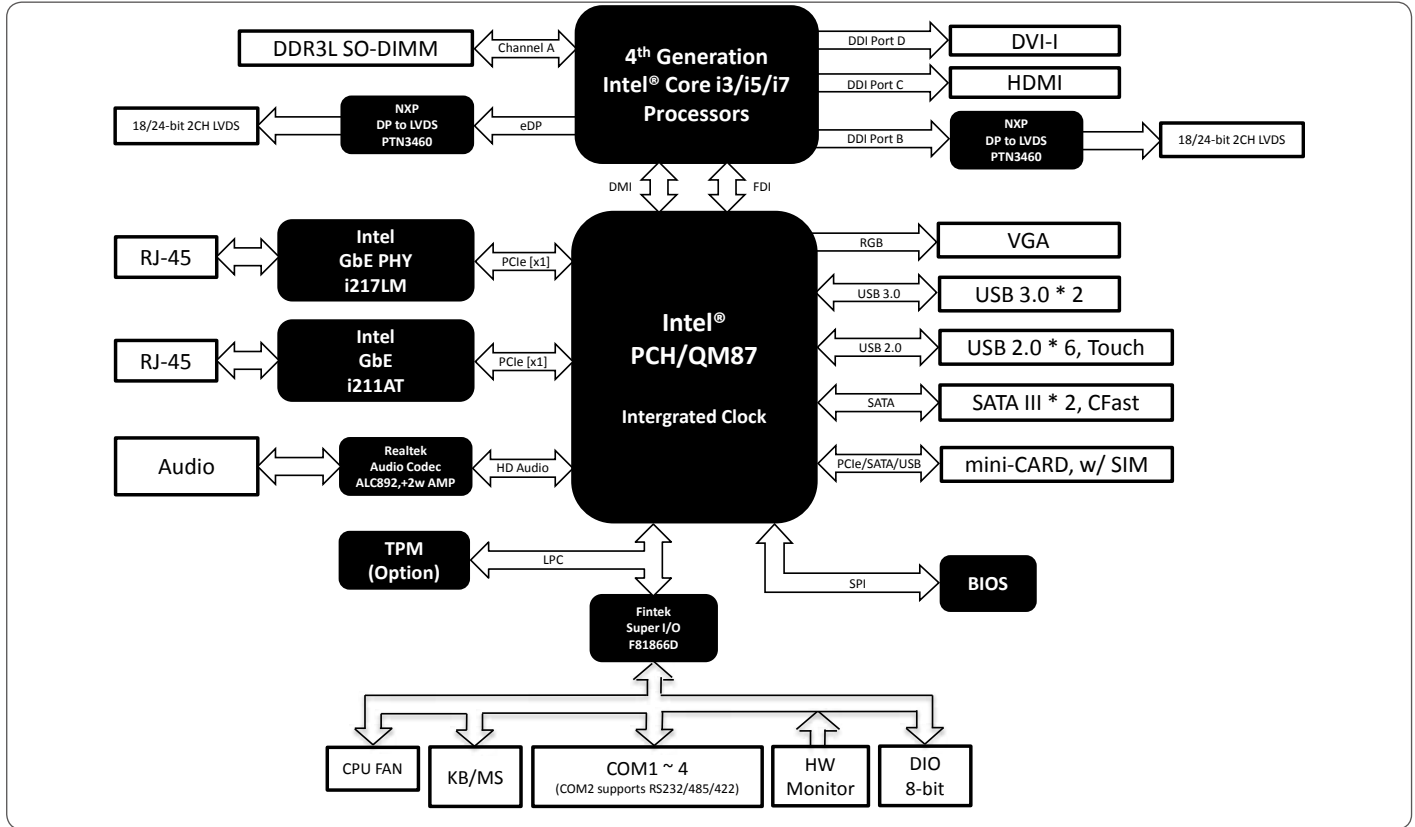 DDR3L SO-DIMM
Channel A
4th Generation
Intel® Core i3/i5/i7
Processors
DDI Port D
DVI-I
DDI Port C
HDMI
18/24-bit 2CH LVDS
NXP
DP to LVDS
PTN3460
eDP
DDI Port B
NXP
DP to LVDS
PTN3460
18/24-bit 2CH LVDS
DMI
FDI
RJ-45
Intel
GbE PHY
i217LM
PCIe [x1]
Intel®
PCH/QM87
Intergrated Clock
RGB
VGA
USB 3.0
USB 3.0 * 2
RJ-45
Intel
GbE
i211AT
PCIe [x1]
USB 2.0
USB 2.0 * 6, Touch
SATA
SATA III * 2, CFast
Audio
Realtek
Audio Codec
ALC892,+2w AMP
HD Audio
PCIe/SATA/USB
mini-CARD, w/ SIM
TPM
(Option)
LPC
SPI
BIOS
Fintek
Super I/O
F81866D
CPU FAN
KB/MS
COM1 ~ 4
(COM2 supports RS232/485/422)
HW
Monitor
DIO
8-bit